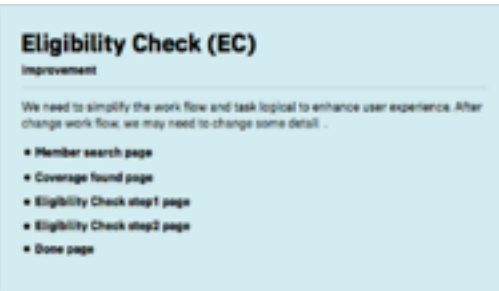 Eligibility Check (EC)
Improvement
We need to simplify the work flow and task logical to enhance user experience. After
change work flow, we may need to change some detail ..
• Member search page
• Coverage found page
• Eligibility Check step1 page
• Eligibility Check step2 page
• Done page